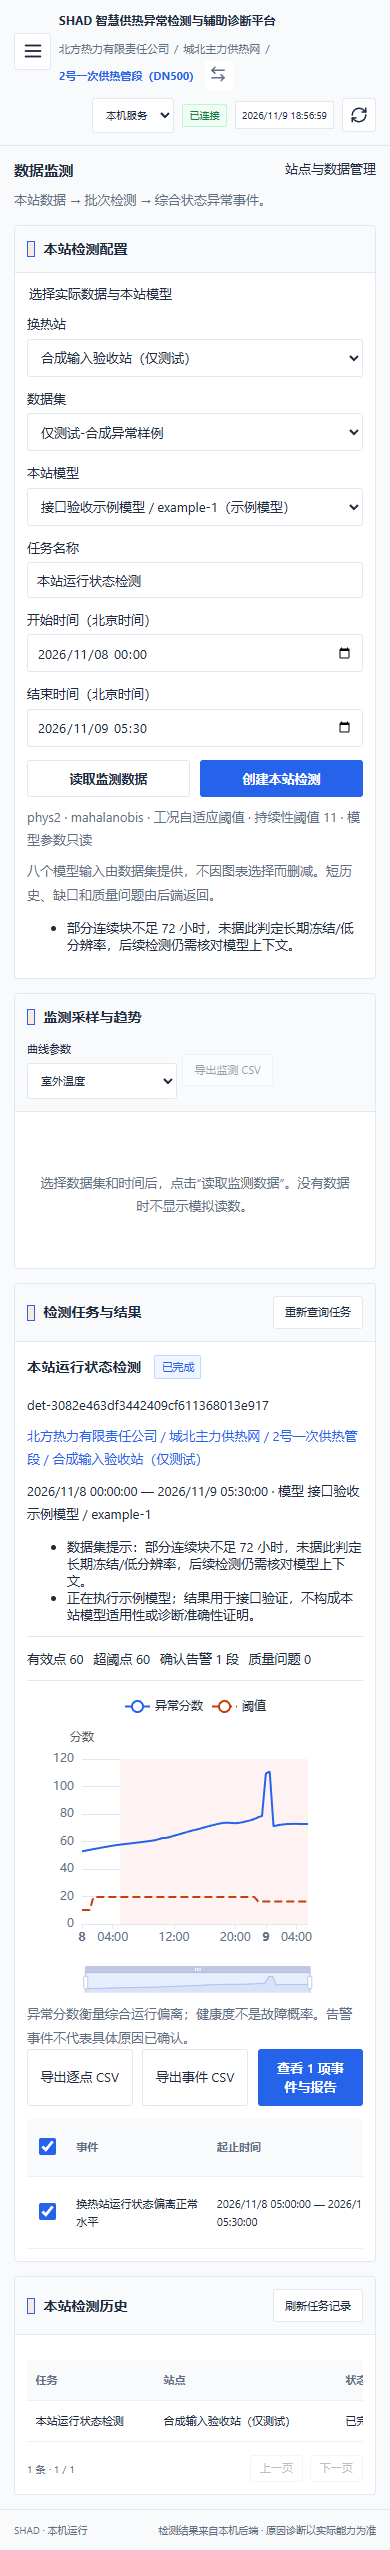 SHAD 智慧供热异常检测与辅助诊断平台
北方热力有限责任公司 / 城北主力供热网 /
2号一次供热管段（DN500）
本机服务
已连接
2026/11/9 18:56:59
数据监测
站点与数据管理
本站数据 → 批次检测 → 综合状态异常事件。
本站检测配置
选择实际数据与本站模型
换热站
合成输入验收站（仅测试）
数据集
仅测试-合成异常样例
本站模型
接口验收示例模型 / example-1（示例模型）
任务名称
本站运行状态检测
开始时间（北京时间）
2026/11/08 00:00
结束时间（北京时间）
2026/11/09 05:30
读取监测数据
创建本站检测
phys2 · mahalanobis · 工况自适应阈值 · 持续性阈值 11 · 模
型参数只读
八个模型输入由数据集提供，不因图表选择而删减。短历
史、缺口和质量问题由后端返回。
部分连续块不足 72 小时，未据此判定长期冻结/低
分辨率，后续检测仍需核对模型上下文。
监测采样与趋势
曲线参数
室外温度
导出监测 CSV
选择数据集和时间后，点击“读取监测数据”。没有数据
时不显示模拟读数。
检测任务与结果
重新查询任务
本站运行状态检测
已完成
det-3082e463df3442409cf611368013e917
北方热力有限责任公司 / 城北主力供热网 / 2号一次供热管
段 / 合成输入验收站（仅测试）
2026/11/8 00:00:00 — 2026/11/9 05:30:00 · 模型 接口验收
示例模型 / example-1
数据集提示：部分连续块不足 72 小时，未据此判定
长期冻结/低分辨率，后续检测仍需核对模型上下
文。
正在执行示例模型；结果用于接口验证，不构成本
站模型适用性或诊断准确性证明。
有效点 60 超阈点 60 确认告警 1 段 质量问题 0
异常分数
阈值
分数
120
100
80
60
40
20
0
8 04:00 12:00 20:00 9 04:00
异常分数衡量综合运行偏离；健康度不是故障概率。告警
事件不代表具体原因已确认。
导出逐点 CSV
导出事件 CSV
查看 1 项事
件与报告
事件
起止时间
换热站运行状态偏离正常
水平
2026/11/8 05:00:00 — 2026/1
05:30:00
本站检测历史
刷新任务记录
任务
站点
状态
本站运行状态检测
合成输入验收站（仅测试）
已完
1 条 · 1 / 1
上一页
下一页
SHAD · 本机运行
检测结果来自本机后端 · 原因诊断以实际能力为准